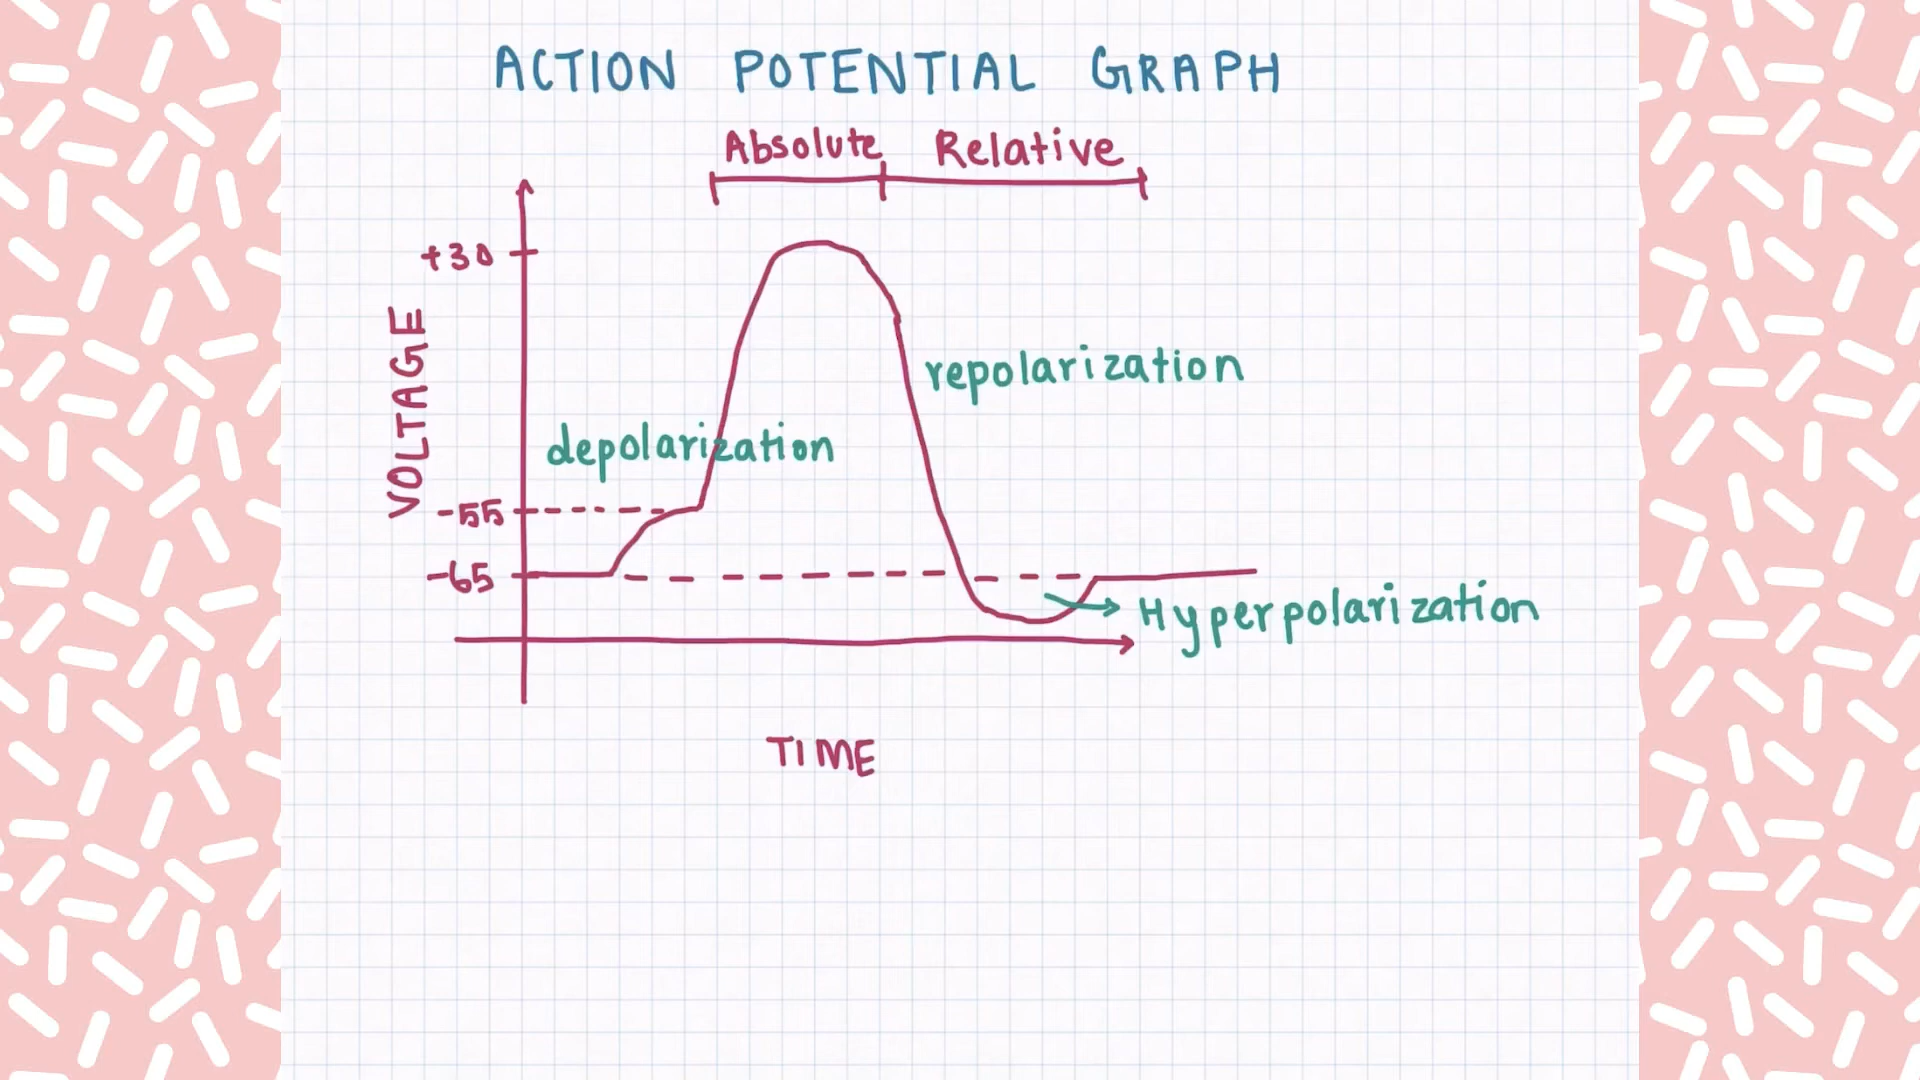 ACTION POTENTIAL GRAPH
Absolute Relative
+30
VOLTAGE
repolarization
depolarization
-55
-65
Hyperpolarization
TIME